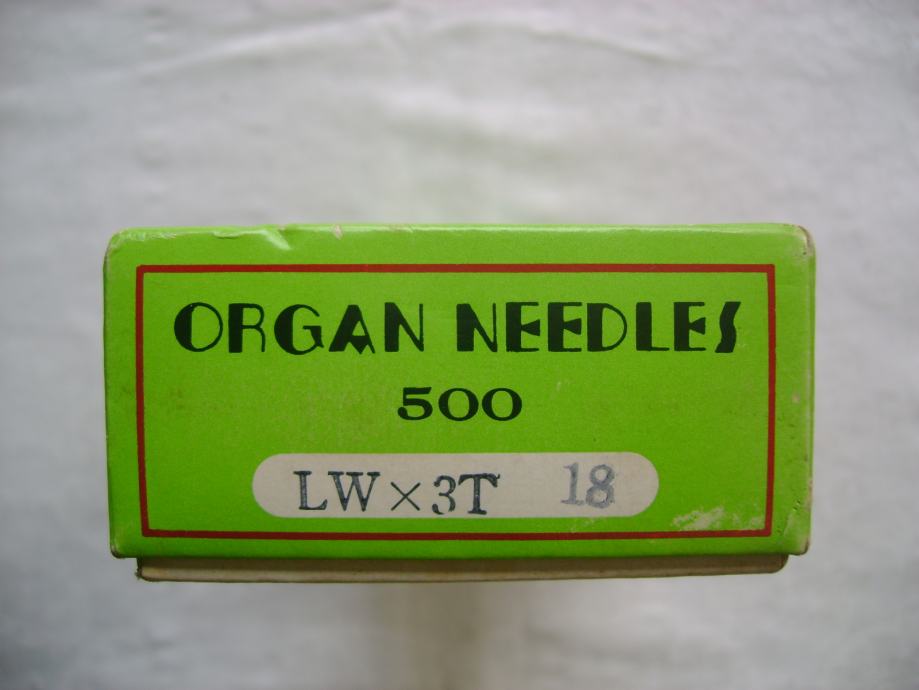 ORGAN NEEDLES
500
LW×3T 18